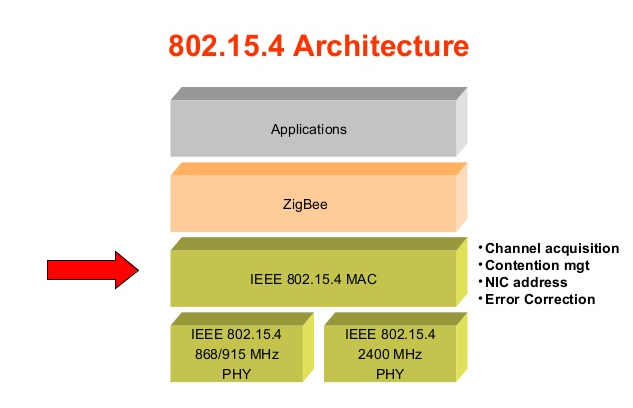 802.15.4 Architecture
Applications
ZigBee
IEEE 802.15.4 MAC
•Channel acquisition
•Contention mgt
•NIC address
•Error Correction
IEEE 802.15.4
868/915 MHz
PHY
IEEE 802.15.4
2400 MHz
PHY